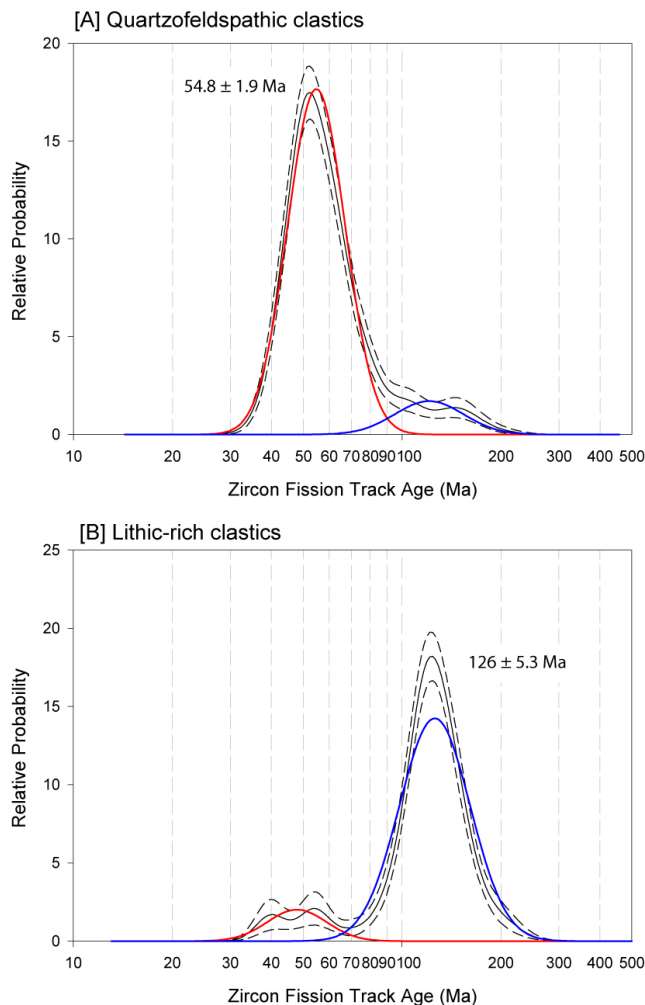 [A] Quartzofeldspathic clastics
20
54.8 ± 1.9 Ma
15
Relative Probability
10
5
0
10 20 30 40 50 60 70 80 90 100 200 300 400 500
Zircon Fission Track Age (Ma)
[B] Lithic-rich clastics
25
20
126 ± 5.3 Ma
15
Relative Probability
10
5
0
10 20 30 40 50 60 70 80 90 100 200 300 400 500
Zircon Fission Track Age (Ma)